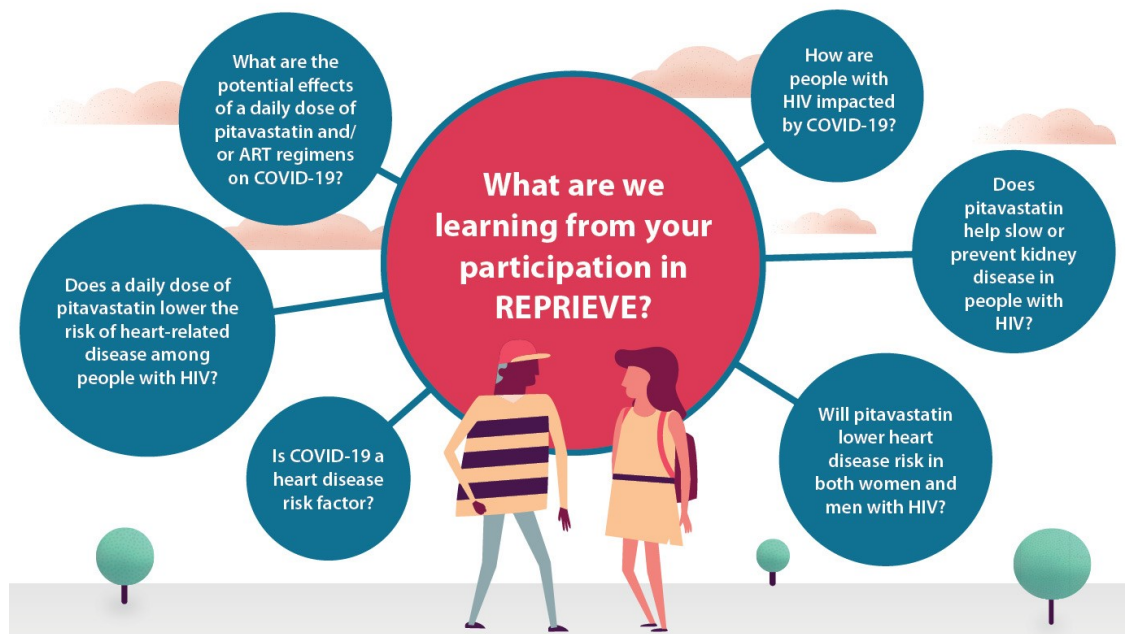 What are the
potential effects
of a daily dose of
pitavastatin and/
or ART regimens
on COVID-19?
How are
people with
HIV impacted
by COVID-19?
What are we
learning from your
participation in
REPRIEVE?
Does
pitavastatin
help slow or
prevent kidney
disease in
people with
HIV?
Does a daily dose of
pitavastatin lower the
risk of heart-related
disease among
people with HIV?
Is COVID-19 a
heart disease
risk factor?
Will pitavastatin
lower heart
disease risk in
both women and
men with HIV?